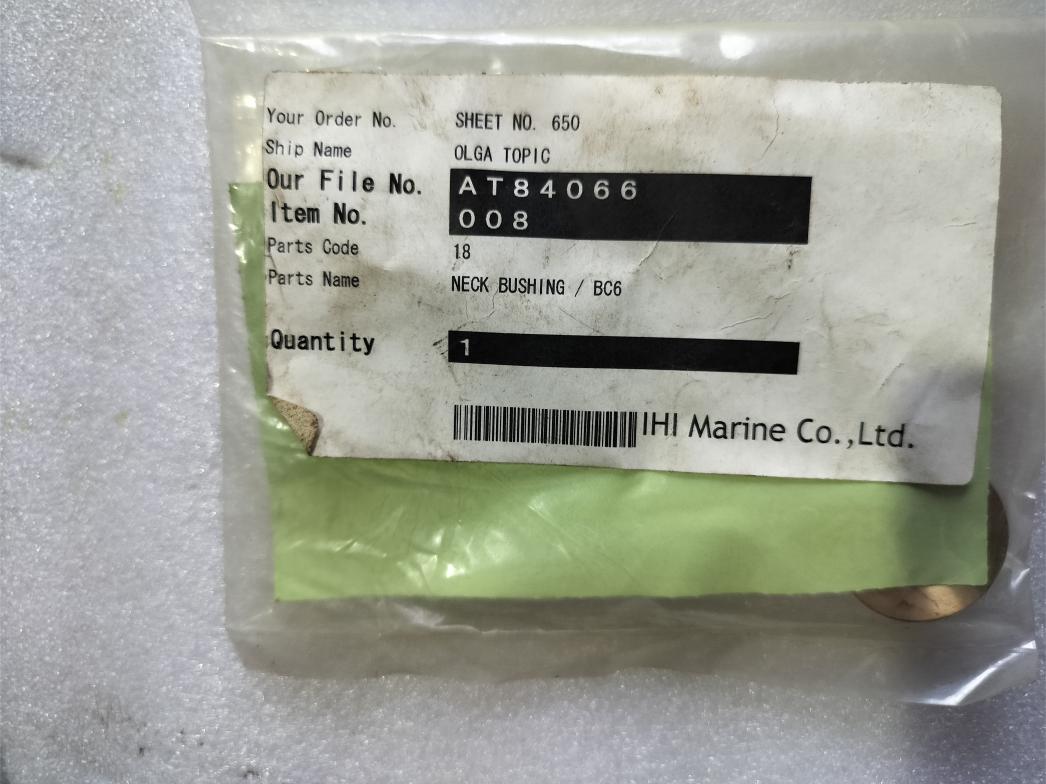 Your Order No. SHEET NO. 650
Ship Name OLGA TOPIC
Our File No. AT84066
Item No. 008
Parts Code 18
Parts Name NECK BUSHING / BC6
Quantity 1
IHI Marine Co.,Ltd.